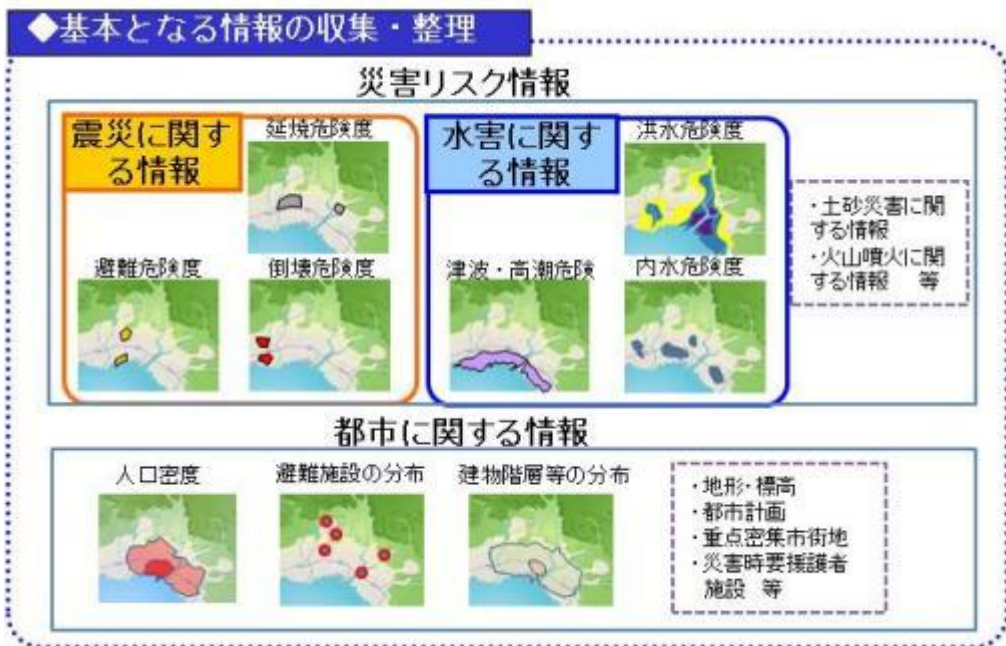 ◆基本となる情報の収集・整理
災害リスク情報
震災に関す
る情報
延焼危険度
避難危険度
倒壊危険度
水害に関す
る情報
洪水危険度
津波・高潮危険
内水危険度
・土砂災害に関
する情報
・火山噴火に関
する情報 等
都市に関する情報
人口密度
避難施設の分布
建物階層等の分布
・地形・標高
・都市計画
・重点密集市街地
・災害時要援護者
施設 等